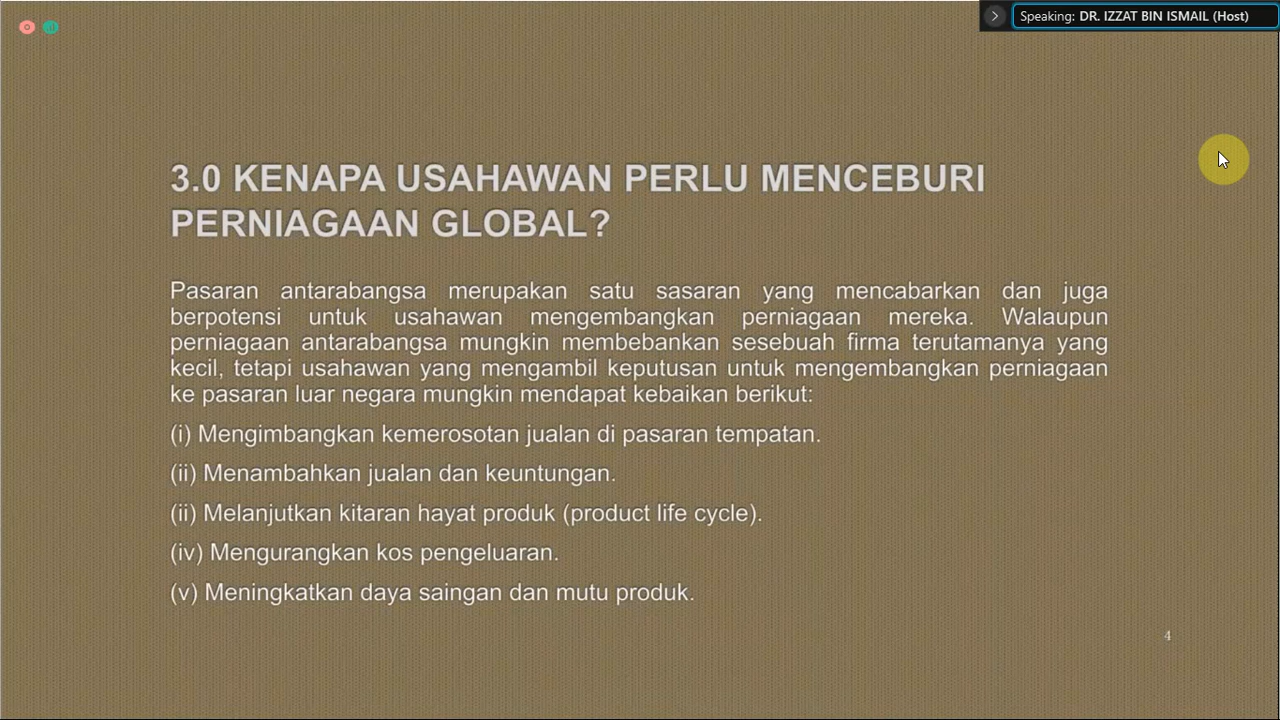 Speaking: DR. IZZAT BIN ISMAIL (Host)
3.0 KENAPA USAHAWAN PERLU MENCEBURI
PERNIAGAAN GLOBAL?
Pasaran antarabangsa merupakan satu sasaran yang mencabarkan dan juga
berpotensi untuk usahawan mengembangkan perniagaan mereka. Walaupun
perniagaan antarabangsa mungkin membebankan sesebuah firma terutamanya yang
kecil, tetapi usahawan yang mengambil keputusan untuk mengembangkan perniagaan
ke pasaran luar negara mungkin mendapat kebaikan berikut:
(i) Mengimbangkan kemerosotan jualan di pasaran tempatan.
(ii) Menambahkan jualan dan keuntungan.
(ii) Melanjutkan kitaran hayat produk (product life cycle).
(iv) Mengurangkan kos pengeluaran.
(v) Meningkatkan daya saingan dan mutu produk.
4